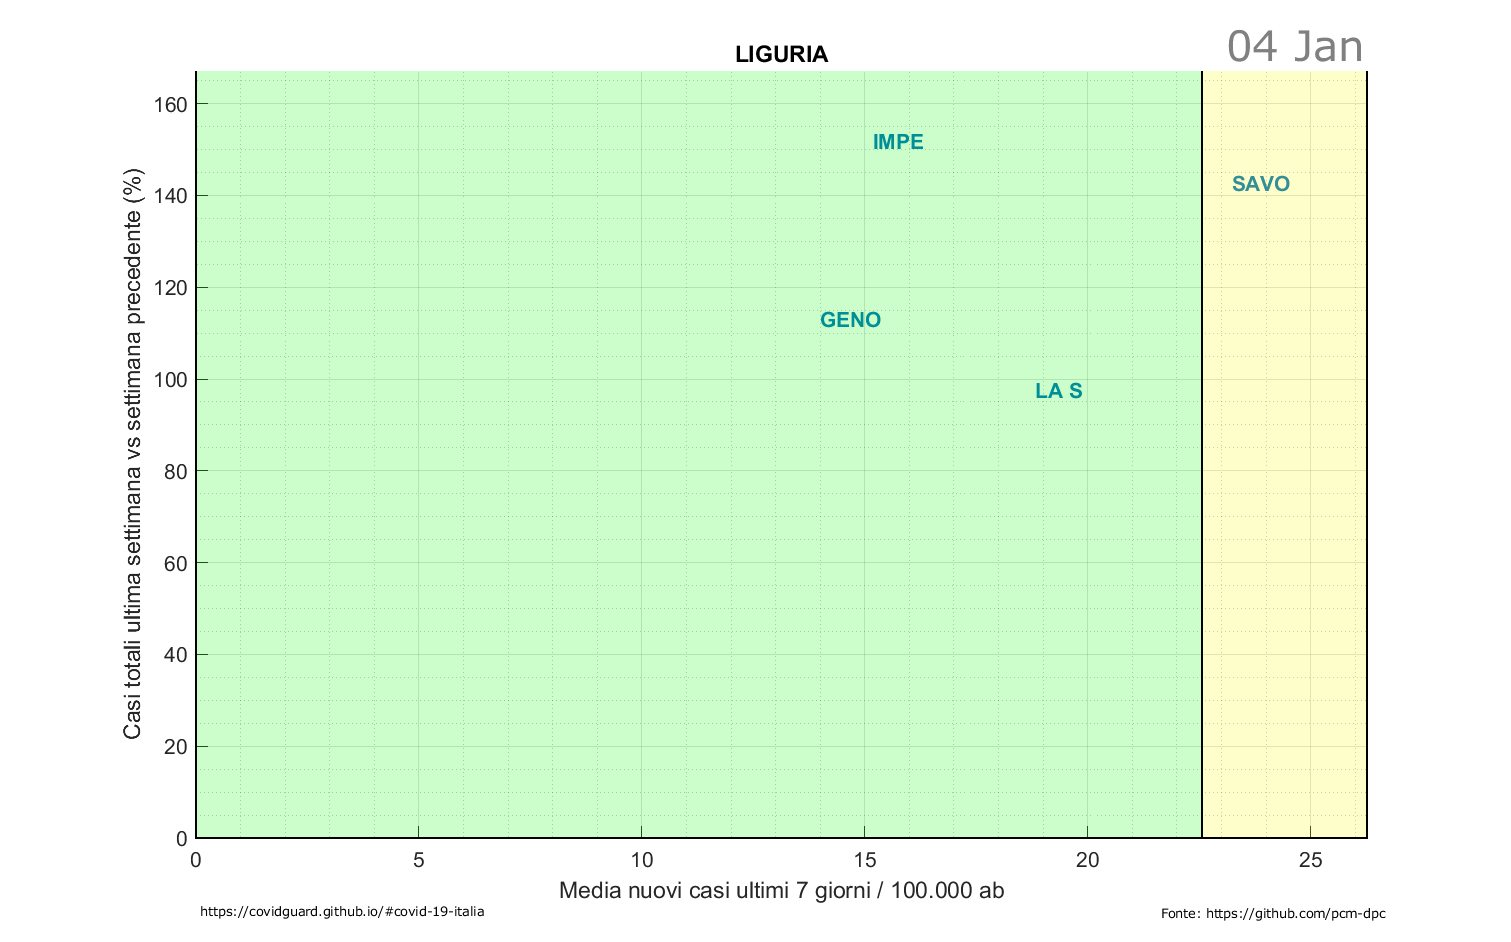 04 Jan
LIGURIA
Casi totali ultima settimana vs settimana precedente (%)
160
140
120
100
80
60
40
20
0
IMPE
SAVO
GENO
LA S
0 5 10 15 20 25
Media nuovi casi ultimi 7 giorni / 100.000 ab
https://covidguard.github.io/#covid-19-italia
Fonte: https://github.com/pcm-dpc